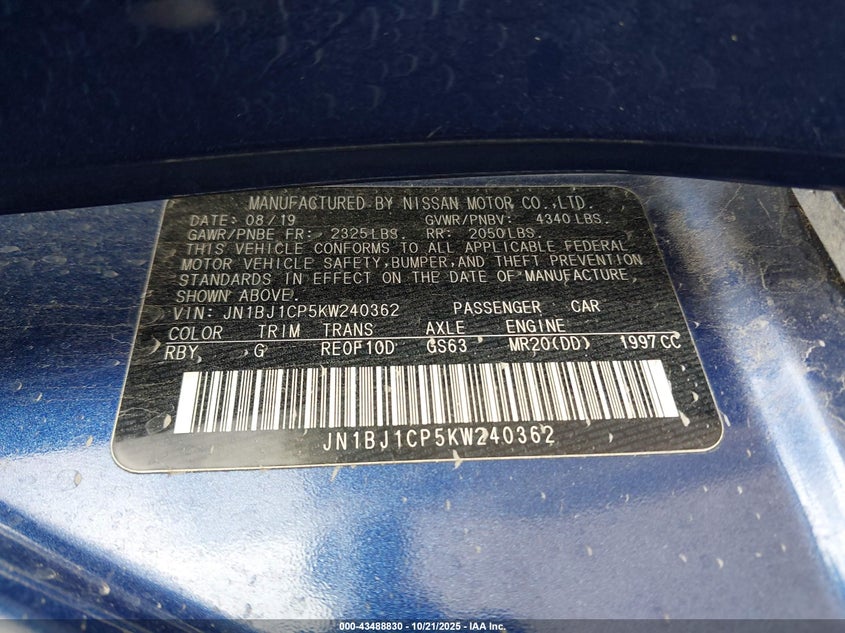 MANUFACTURED BY NISSAN MOTOR CO.,LTD.
DATE: 08/19 GVWR/PNBV: 4340LBS.
GAWR/PNBE FR: 2325LBS. RR: 2050LBS.
THIS VEHICLE CONFORMS TO ALL APPLICABLE FEDERAL
MOTOR VEHICLE SAFETY,BUMPER,AND THEFT PREVENTION
STANDARDS IN EFFECT ON THE DATE OF MANUFACTURE
SHOWN ABOVE.
VIN: JN1BJ1CP5KW240362 PASSENGER CAR
COLOR TRIM TRANS AXLE ENGINE
RBY G RE0F10D GS63 MR20(DD) 1997CC
JN1BJ1CP5KW240362
000-43488830 - 10/21/2025 - IAA Inc.